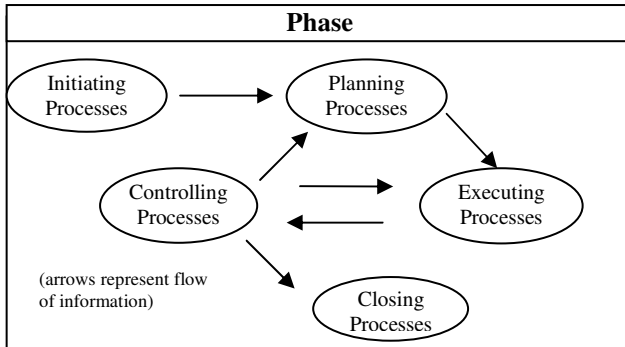 Phase
Initiating
Processes
Planning
Processes
Controlling
Processes
Executing
Processes
(arrows represent flow
of information)
Closing
Processes